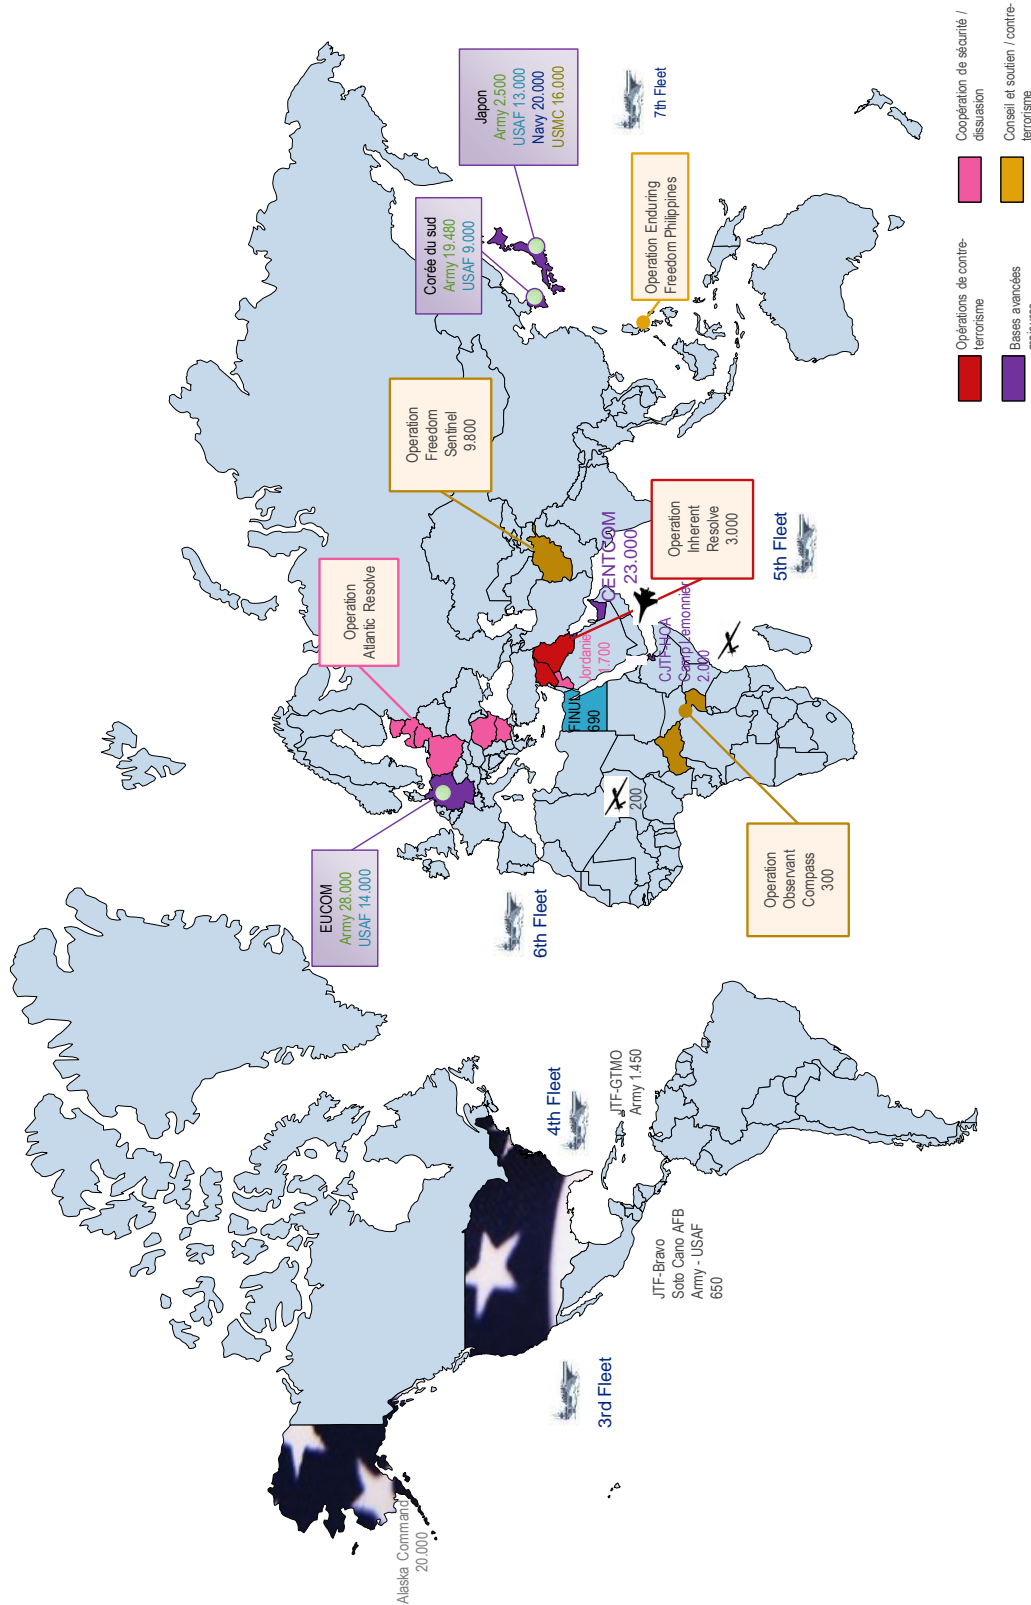 Alaska Command
20.000
3rd Fleet
JTF-Bravo
Soto Cano AFB
Army - USAF
650
4th Fleet
JTF-GTMO
Army 1.450
6th Fleet
EUCOM
Army 28.000
USAF 14.000
Operation
Observant
Compass
300
200
FINUL
690
Operation
Atlantic Resolve
Jordanie
1.700
CJTF-HOA
Camp Lemonnier
2.000
CENTCOM
23.000
Operation
Inherent
Resolve
3.000
5th Fleet
Operation
Freedom
Sentinel
9.800
Corée du sud
Army 19.480
USAF 9.000
Japon
Army 2.500
USAF 13.000
Navy 20.000
USMC 16.000
7th Fleet
Operation Enduring
Freedom Philippines
Opérations de contre-
terrorisme
Bases avancées
Coopération de sécurité /
dissuasion
Conseil et soutien / contre-
terrorisme